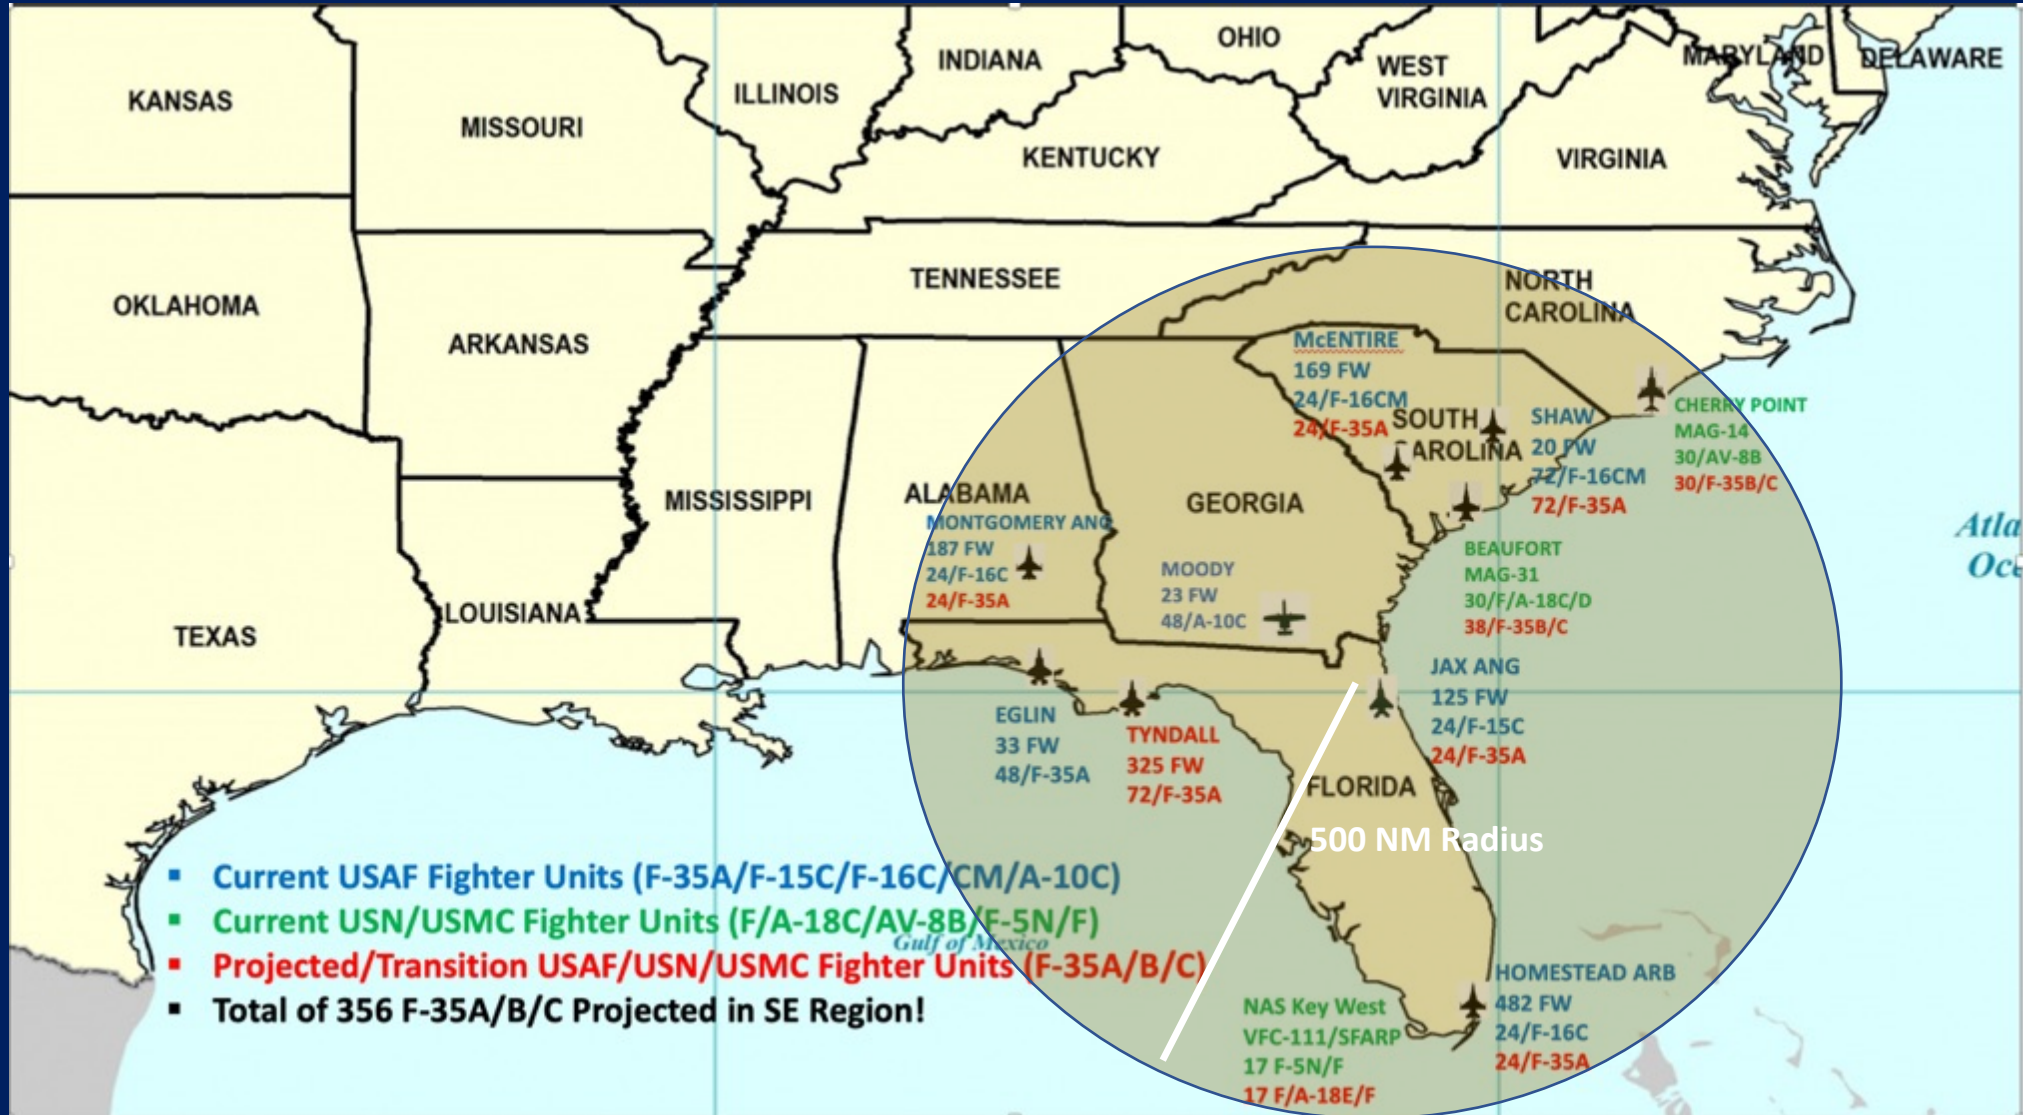 KANSAS
MISSOURI
ILLINOIS
INDIANA
OHIO
WEST
VIRGINIA
MARYLAND
DELAWARE
KENTUCKY
VIRGINIA
OKLAHOMA
ARKANSAS
TENNESSEE
NORTH
CAROLINA
McENTIRE
169 FW
24/F-16CM
24/F-35A
SOUTH
CAROLINA
SHAW
20 FW
72/F-16CM
72/F-35A
CHERRY POINT
MAG-14
30/AV-8B
30/F-35B/C
MISSISSIPPI
ALABAMA
MONTGOMERY ANG
187 FW
24/F-16C
24/F-35A
GEORGIA
MOODY
23 FW
48/A-10C
BEAUFORT
MAG-31
30/F/A-18C/D
38/F-35B/C
Atla
Oce
TEXAS
LOUISIANA
JAX ANG
125 FW
24/F-15C
24/F-35A
EGLIN
33 FW
48/F-35A
TYNDALL
325 FW
72/F-35A
FLORIDA
500 NM Radius
▪ Current USAF Fighter Units (F-35A/F-15C/F-16C/CM/A-10C)
▪ Current USN/USMC Fighter Units (F/A-18C/AV-8B/F-5N/F)
Gulf of Mexico
▪ Projected/Transition USAF/USN/USMC Fighter Units (F-35A/B/C)
▪ Total of 356 F-35A/B/C Projected in SE Region!
NAS Key West
VFC-111/SFARP
17 F-5N/F
17 F/A-18E/F
HOMESTEAD ARB
482 FW
24/F-16C
24/F-35A